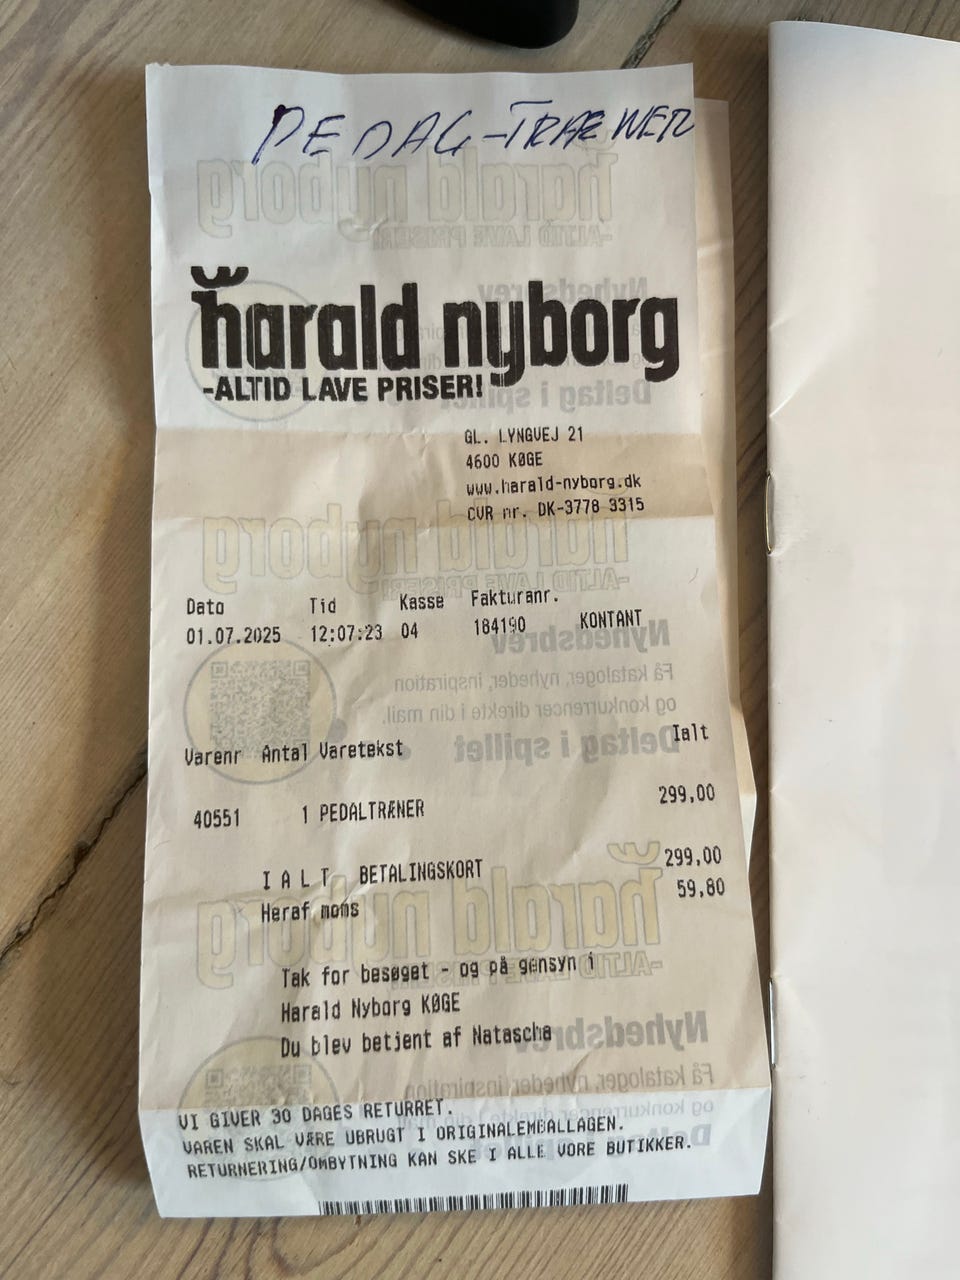 PEDAG-TRÆNER
harald nyborg
-ALTID LAVE PRISER!
GL. LYNGVEJ 21
4600 KØGE
www.harald-nyborg.dk
CVR nr. DK-3778 3315
Dato Tid Kasse Fakturanr.
01.07.2025 12:07:23 04 184190 KONTANT
Varenr Antal Varetekst Ialt
40551 1 PEDALTRÆNER 299,00
I A L T BETALINGSKORT 299,00
Heraf moms 59,80
Tak for besøget - og på gensyn i
Harald Nyborg KØGE
Du blev betjent af Natascha
VI GIVER 30 DAGES RETURRET.
VAREN SKAL VÆRE UBRUGT I ORIGINALEMBALLAGEN.
RETURNERING/OMBYTNING KAN SKE I ALLE VORE BUTIKKER.